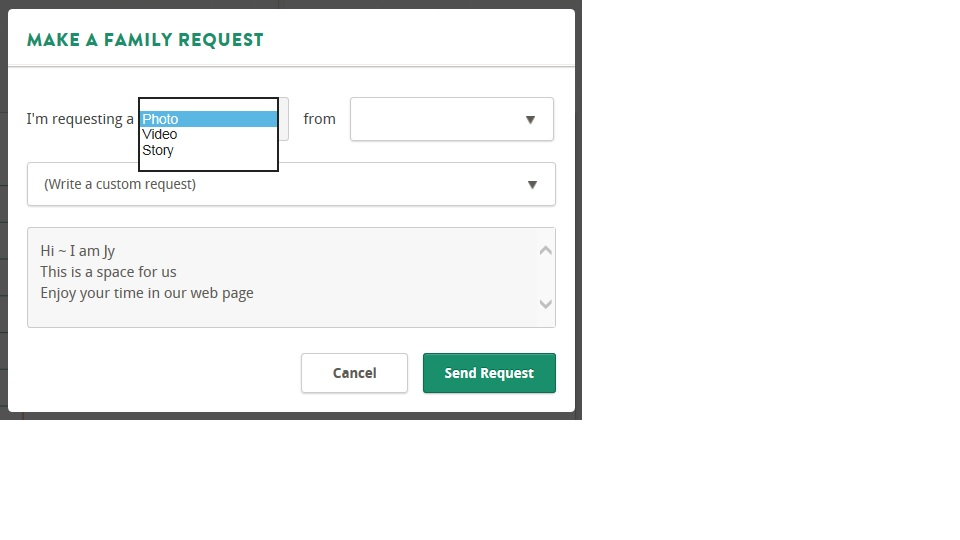 MAKE A FAMILY REQUEST
I'm requesting a
Photo
Video
Story
from
(Write a custom request)
Hi ~ I am Jy
This is a space for us
Enjoy your time in our web page
Cancel
Send Request